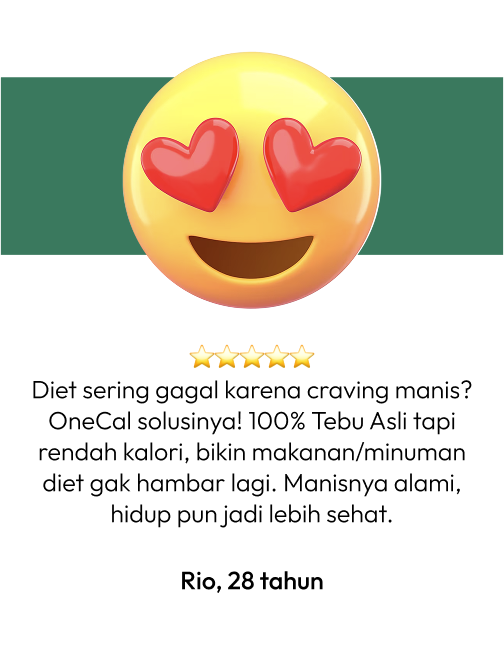 Diet sering gagal karena craving manis?
OneCal solusinya! 100% Tebu Asli tapi
rendah kalori, bikin makanan/minuman
diet gak hambar lagi. Manisnya alami,
hidup pun jadi lebih sehat.
Rio, 28 tahun